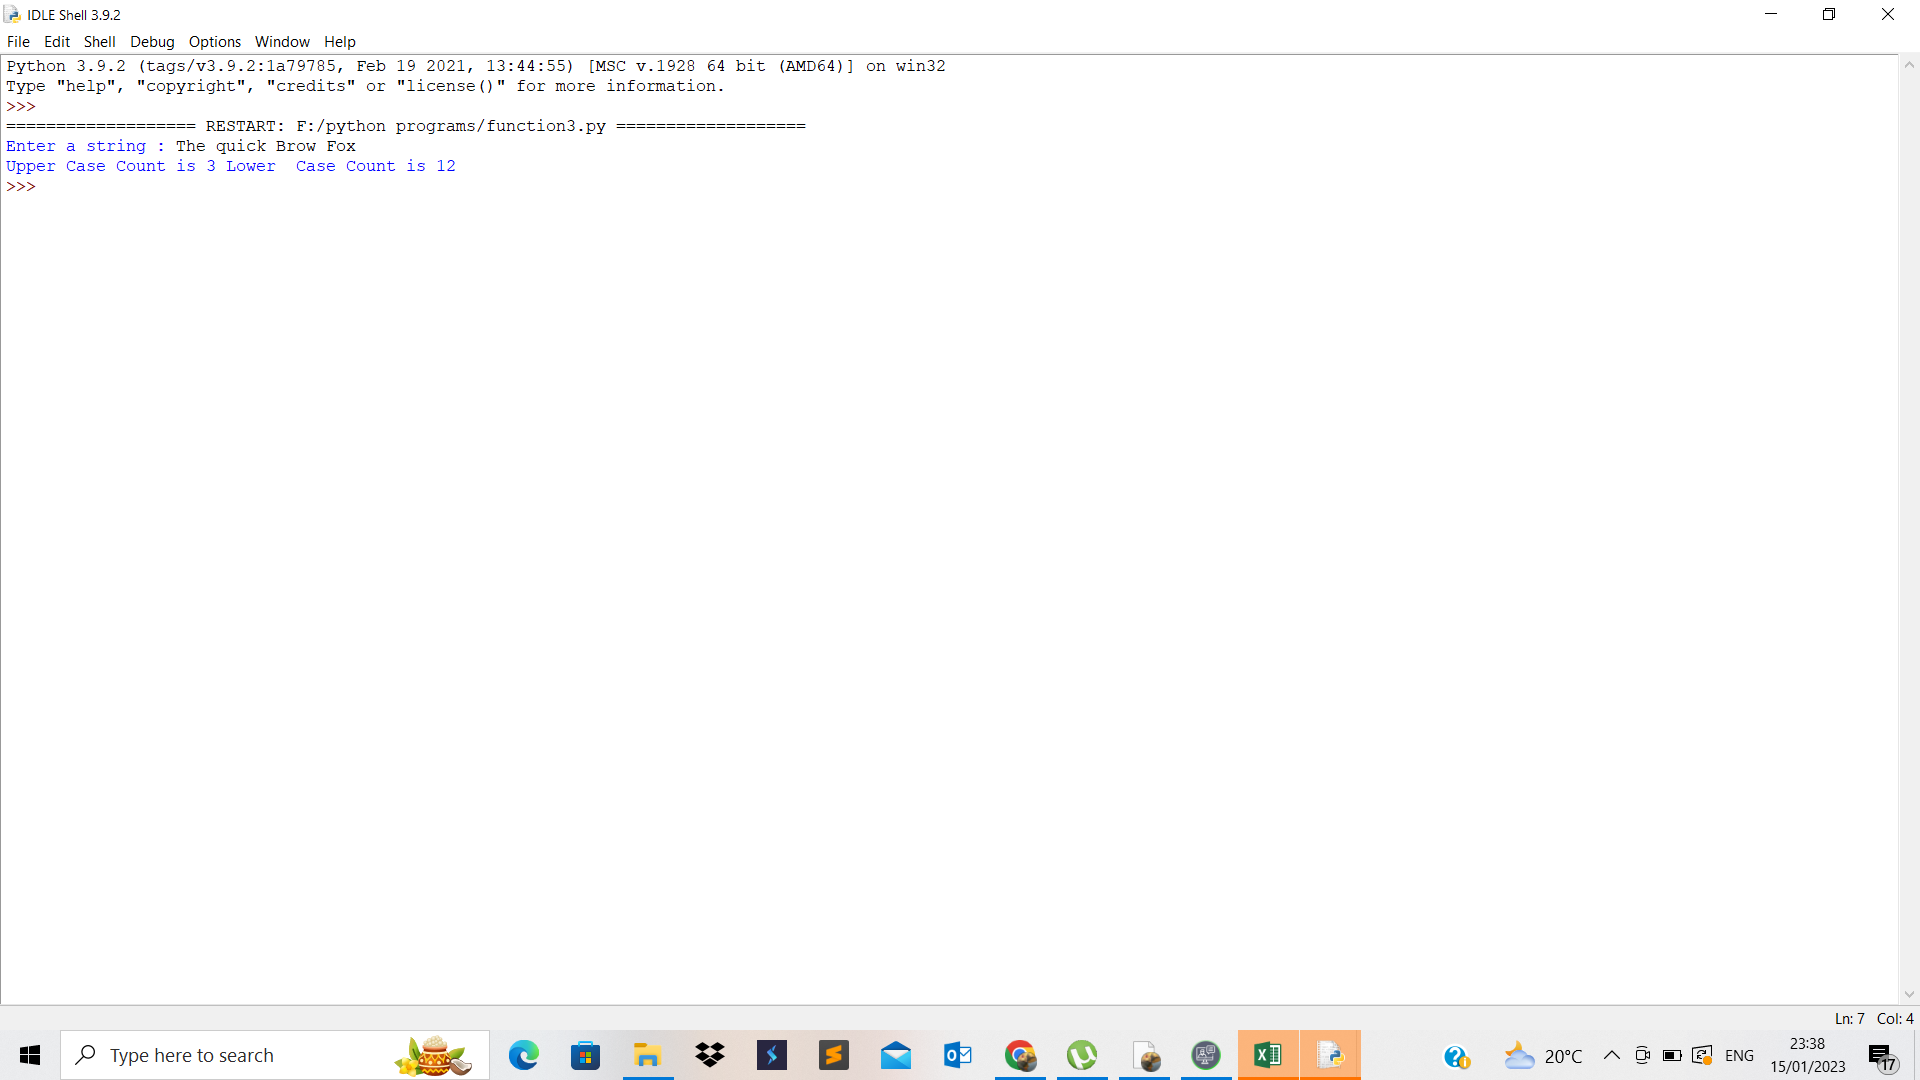 IDLE Shell 3.9.2
File Edit Shell Debug Options Window Help
Python 3.9.2 (tags/v3.9.2:1a79785, Feb 19 2021, 13:44:55) [MSC v.1928 64 bit (AMD64)] on win32
Type "help", "copyright", "credits" or "license()" for more information.
>>>
=================== RESTART: F:/python programs/function3.py ===================
Enter a string : The quick Brow Fox
Upper Case Count is 3 Lower  Case Count is 12
>>>
Ln: 7 Col: 4
Type here to search
20°C
ENG
23:38
15/01/2023
17